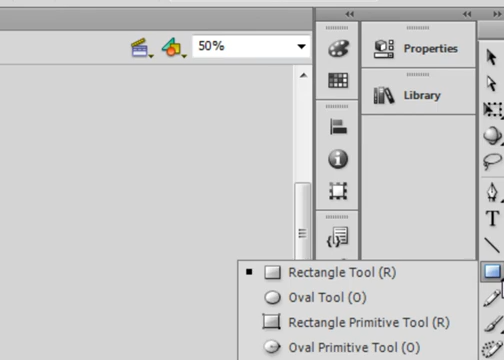 50%
Properties
Library
T
Rectangle Tool (R)
Oval Tool (O)
Rectangle Primitive Tool (R)
Oval Primitive Tool (O)